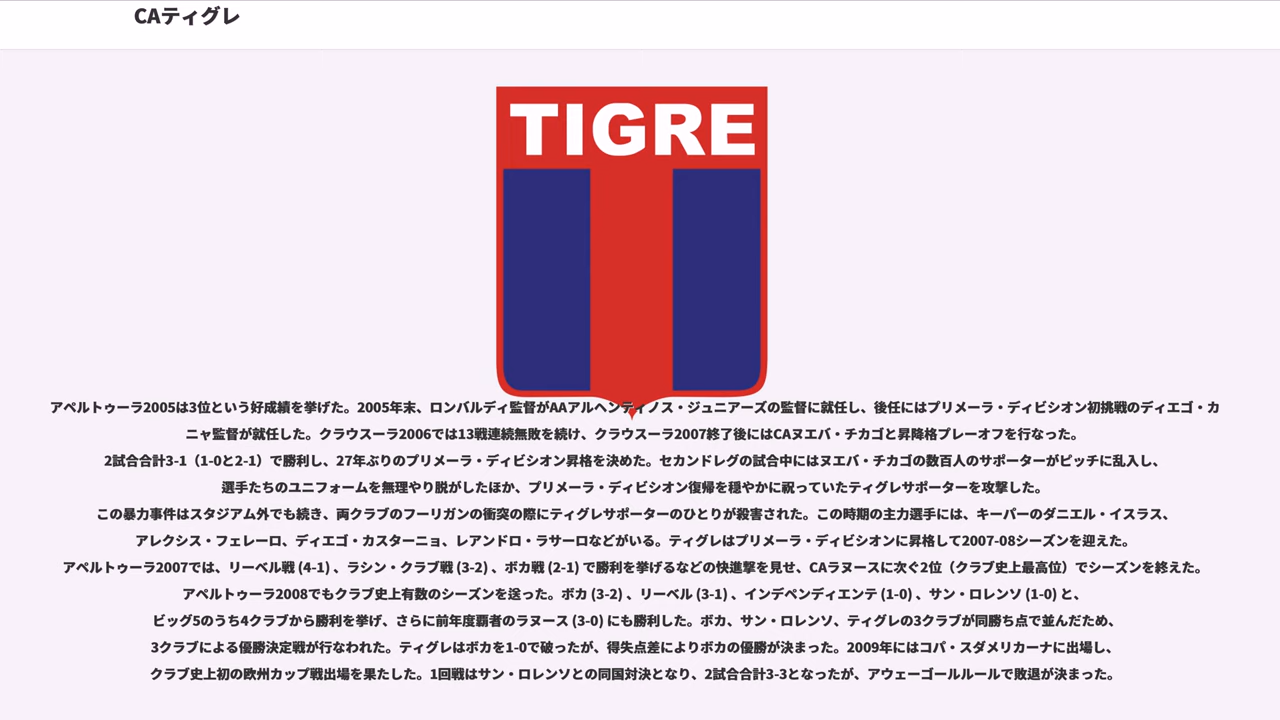 CAティグレ
TIGRE
アペルトゥーラ2005は3位という好成績を挙げた。2005年末、ロンバルディ監督がAAアルヘンティノス・ジュニアーズの監督に就任し、後任にはプリメーラ・ディビシオン初挑戦のディエゴ・カ
ニャ監督が就任した。クラウスーラ2006では13戦連続無敗を続け、クラウスーラ2007終了後にはCAヌエバ・チカゴと昇降格プレーオフを行なった。
2試合合計3-1（1-0と2-1）で勝利し、27年ぶりのプリメーラ・ディビシオン昇格を決めた。セカンドレグの試合中にはヌエバ・チカゴの数百人のサポーターがピッチに乱入し、
選手たちのユニフォームを無理やり脱がしたほか、プリメーラ・ディビシオン復帰を穏やかに祝っていたティグレサポーターを攻撃した。
この暴力事件はスタジアム外でも続き、両クラブのフーリガンの衝突の際にティグレサポーターのひとりが殺害された。この時期の主力選手には、キーパーのダニエル・イスラス、
アレクシス・フェレーロ、ディエゴ・カスターニョ、レアンドロ・ラサーロなどがいる。ティグレはプリメーラ・ディビシオンに昇格して2007-08シーズンを迎えた。
アペルトゥーラ2007では、リーベル戦 (4-1) 、ラシン・クラブ戦 (3-2) 、ボカ戦 (2-1) で勝利を挙げるなどの快進撃を見せ、CAラヌースに次ぐ2位（クラブ史上最高位）でシーズンを終えた。
アペルトゥーラ2008でもクラブ史上有数のシーズンを送った。ボカ (3-2) 、リーベル (3-1) 、インデペンディエンテ (1-0) 、サン・ロレンソ (1-0) と、
ビッグ5のうち4クラブから勝利を挙げ、さらに前年度覇者のラヌース (3-0) にも勝利した。ボカ、サン・ロレンソ、ティグレの3クラブが同勝ち点で並んだため、
3クラブによる優勝決定戦が行なわれた。ティグレはボカを1-0で破ったが、得失点差によりボカの優勝が決まった。2009年にはコパ・スダメリカーナに出場し、
クラブ史上初の欧州カップ戦出場を果たした。1回戦はサン・ロレンソとの同国対決となり、2試合合計3-3となったが、アウェーゴールルールで敗退が決まった。